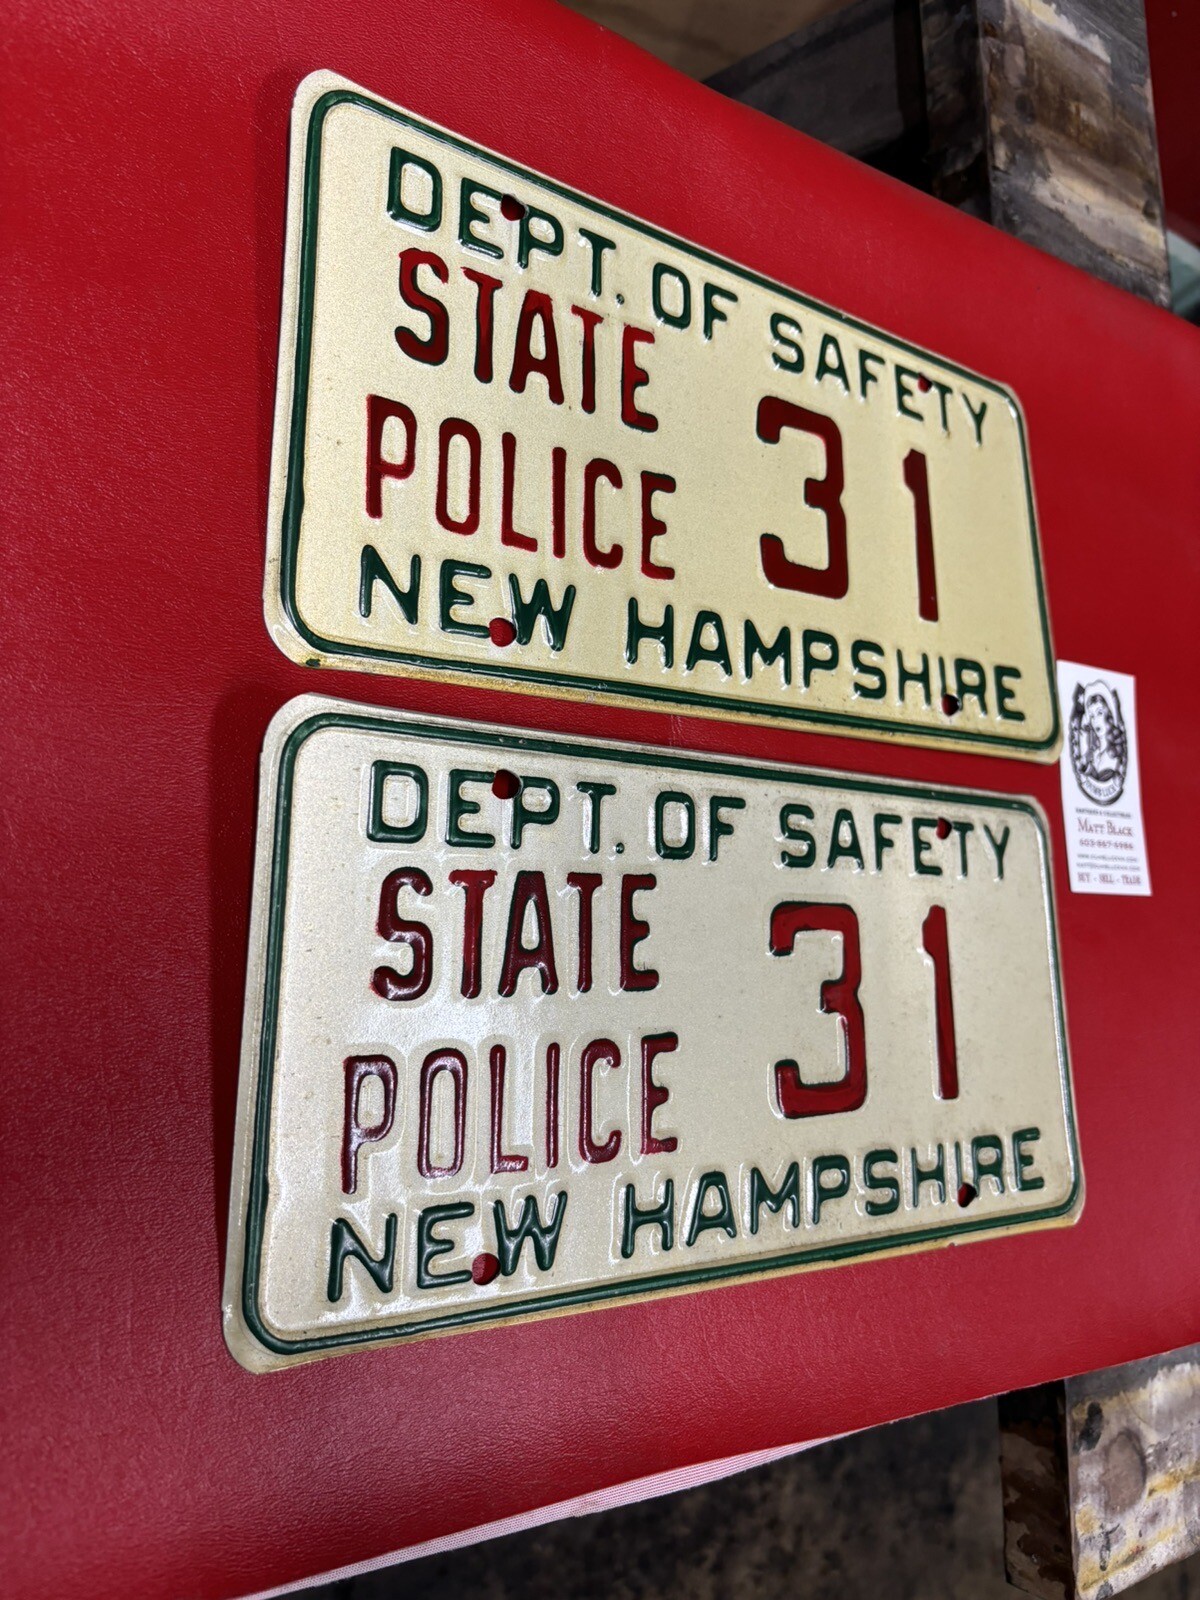 DEPT. OF SAFETY
STATE
POLICE
31
NEW HAMPSHIRE
DEPT. OF SAFETY
STATE
POLICE
31
NEW HAMPSHIRE
MATT BLACK
BUY - SELL - TRADE